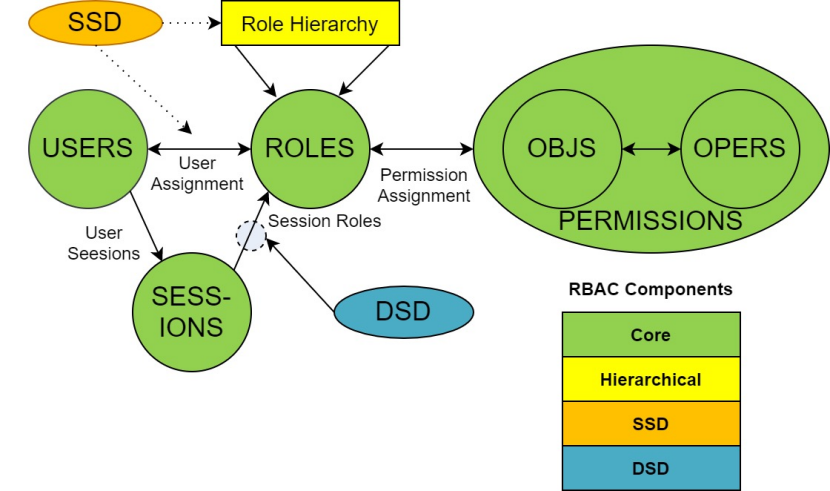 SSD
Role Hierarchy
USERS
User
Assignment
ROLES
Permission
Assignment
OBJS
OPERS
PERMISSIONS
User
Seesions
Session Roles
SESS-
IONS
DSD
RBAC Components
Core
Hierarchical
SSD
DSD